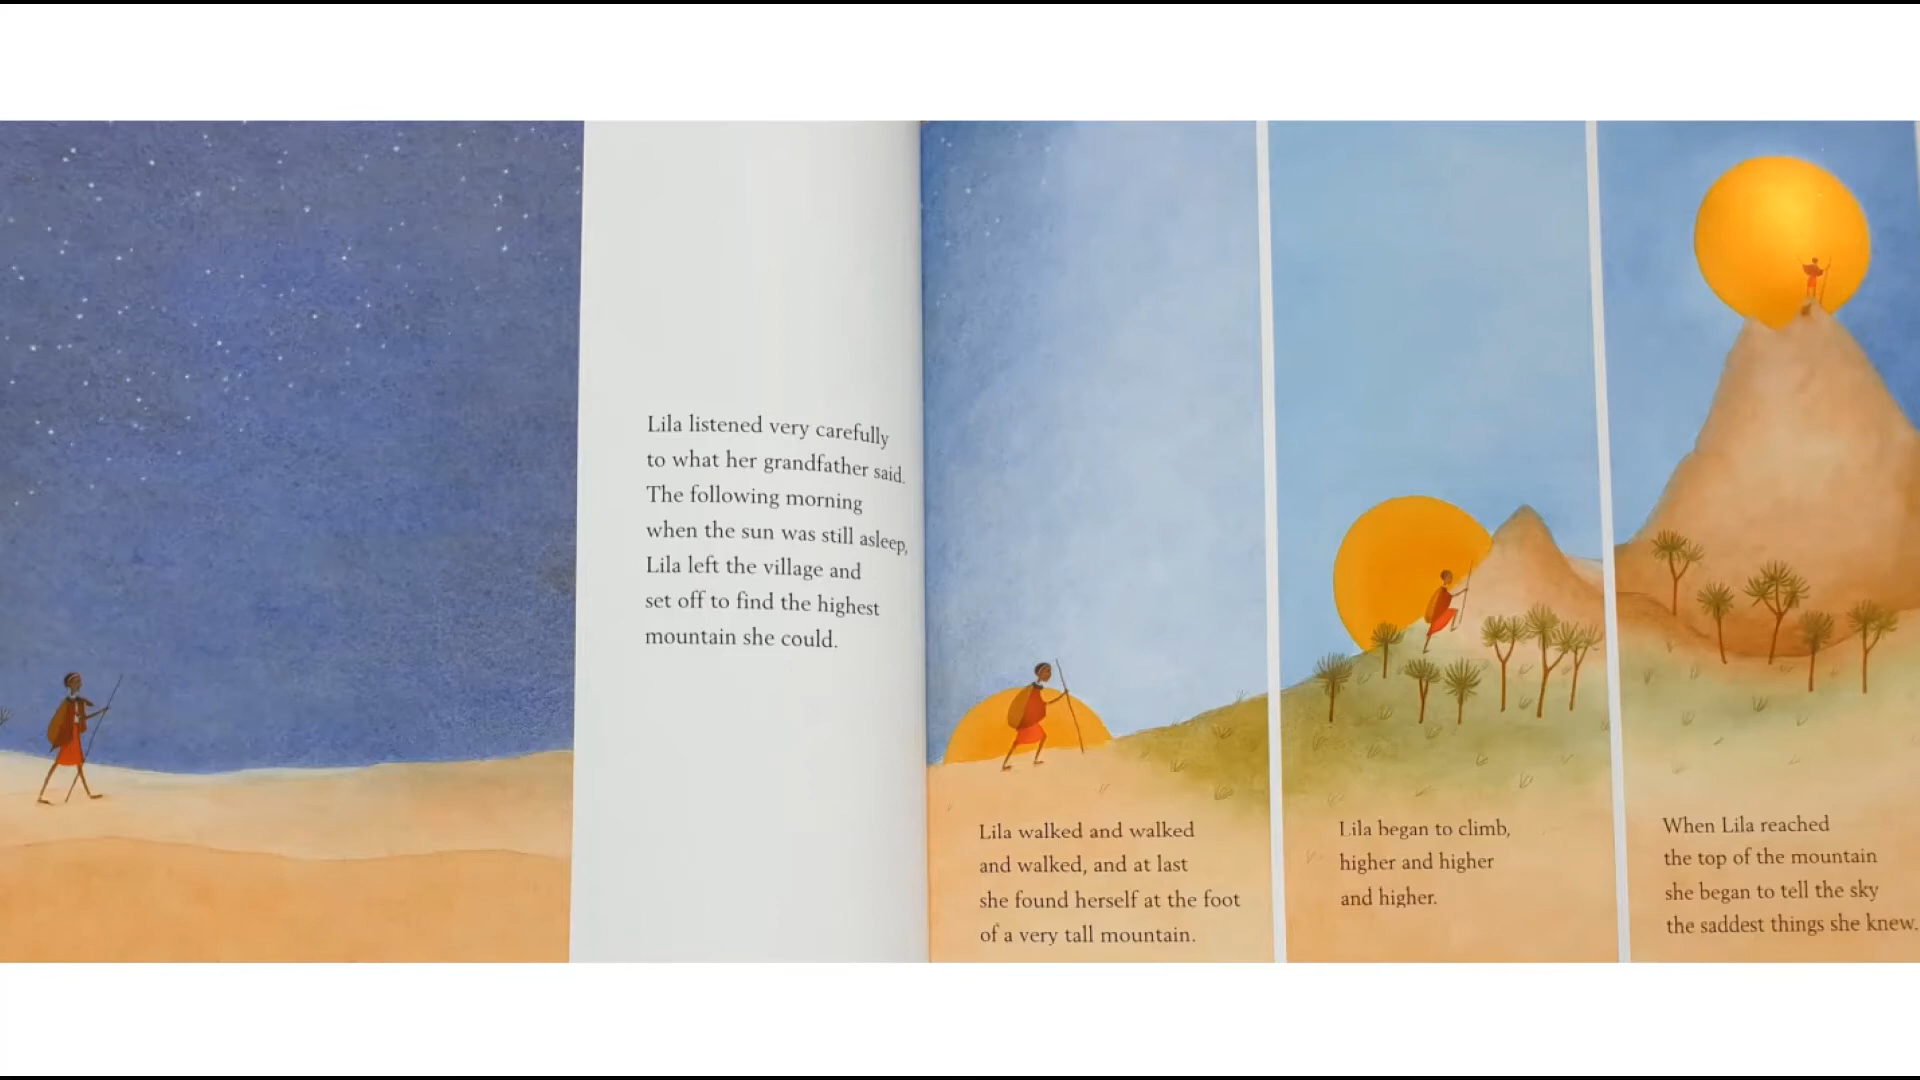 Lila listened very carefully
to what her grandfather said.
The following morning
when the sun was still asleep,
Lila left the village and
set off to find the highest
mountain she could.
Lila walked and walked
and walked, and at last
she found herself at the foot
of a very tall mountain.
Lila began to climb,
higher and higher
and higher.
When Lila reached
the top of the mountain
she began to tell the sky
the saddest things she knew.